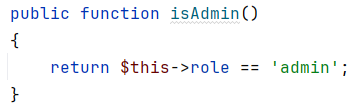 public function isAdmin()
{
    return $this->role == 'admin';
}